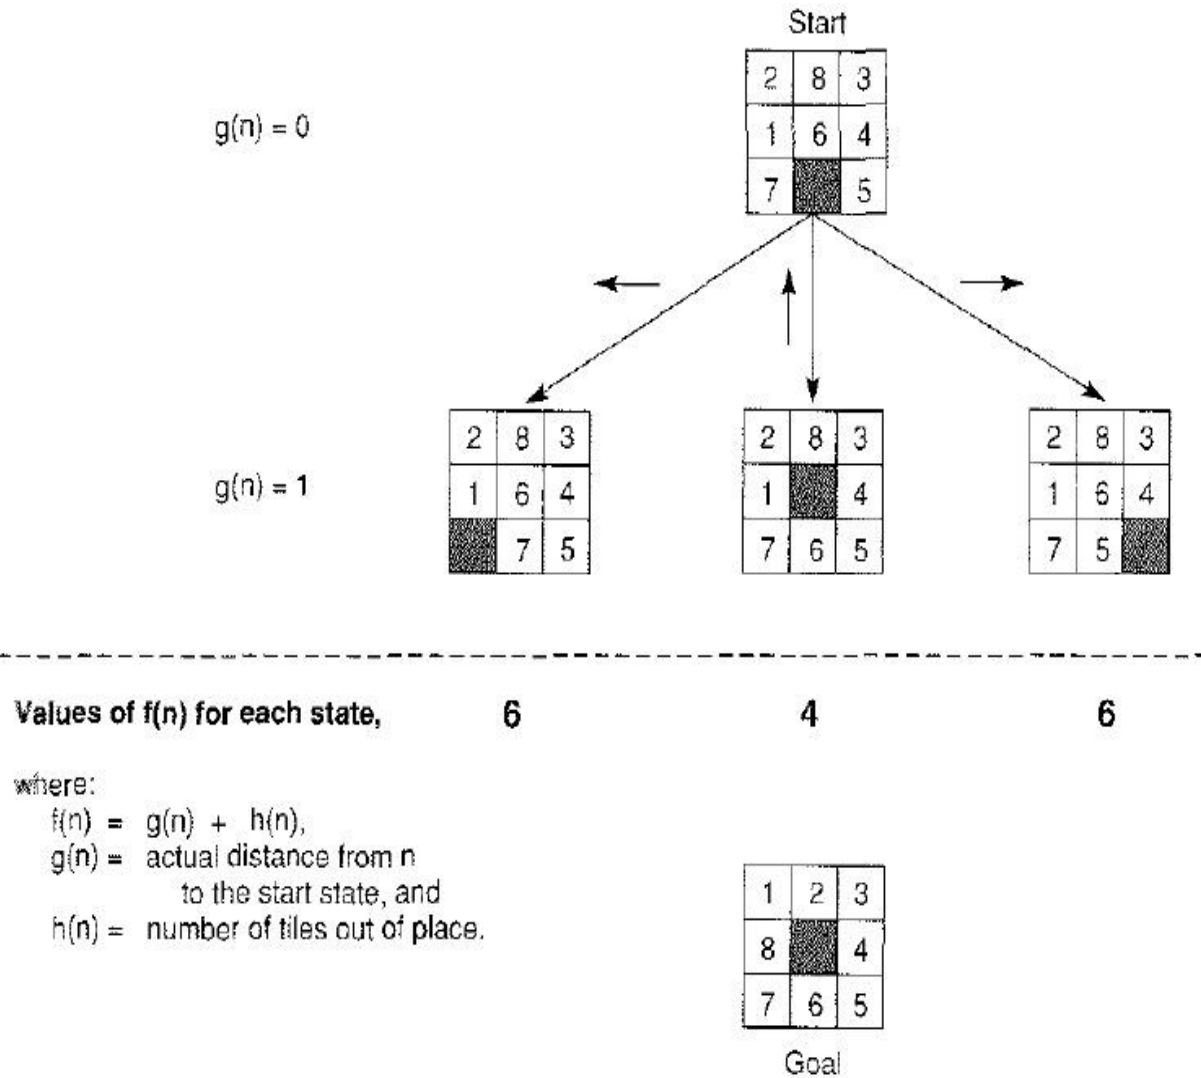 Start
2 8 3
g(n) = 0
1 6 4
7 5
2 8 3 2 8 3 2 8 3
g(n) = 1
1 6 4 1 4 1 6 4
7 5 7 6 5 7 5
Values of f(n) for each state, 6 4 6
where:
f(n) = g(n) + h(n),
g(n) = actual distance from n
to the start state, and
h(n) = number of tiles out of place.
1 2 3
8 4
7 6 5
Goal